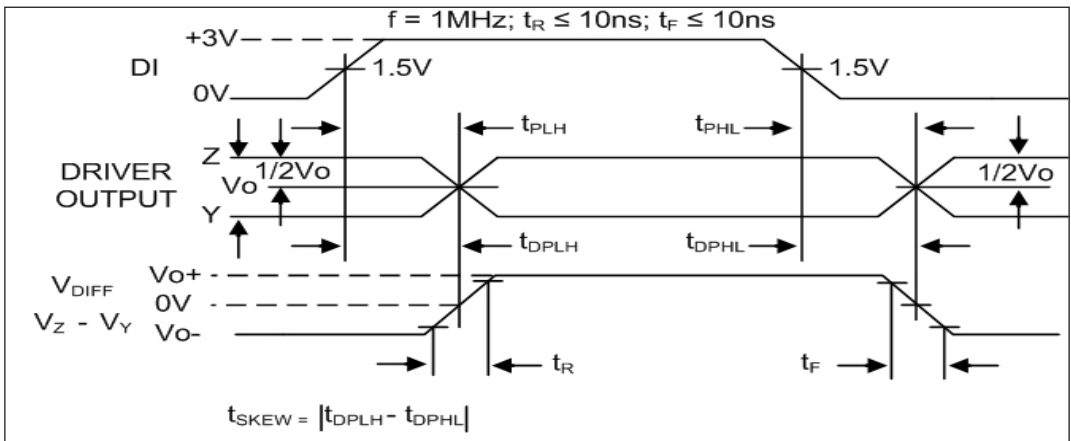 f = 1MHz; tR ≤ 10ns; tF ≤ 10ns
+3V
DI
1.5V
1.5V
0V
tPLH
tPHL
Z
1/2Vo
1/2Vo
DRIVER
OUTPUT
Vo
Y
tDPLH
tDPHL
Vo+
VDIFF
0V
VZ - VY
Vo-
tR
tF
tSKEW = |tDPLH - tDPHL|